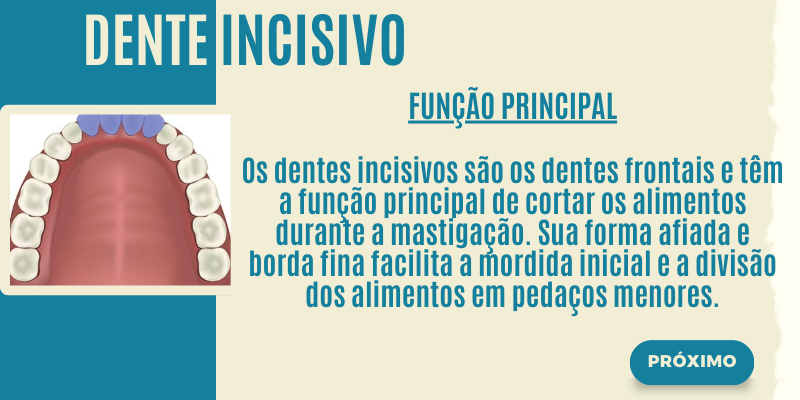 DENTE INCISIVO
FUNÇÃO PRINCIPAL
Os dentes incisivos são os dentes frontais e têm
a função principal de cortar os alimentos
durante a mastigação. Sua forma afiada e
borda fina facilita a mordida inicial e a divisão
dos alimentos em pedaços menores.
PRÓXIMO